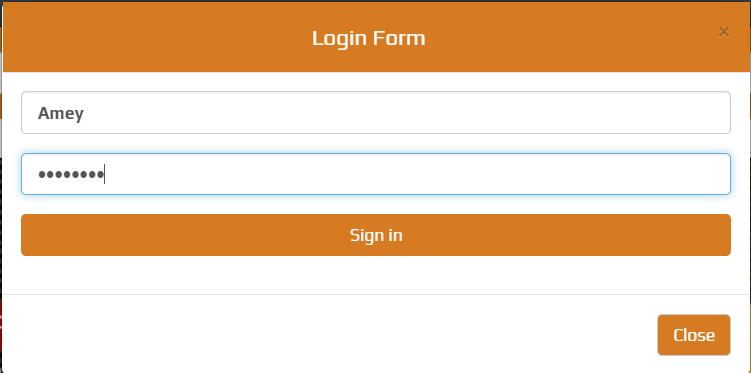 Login Form
×
Amey
••••••••
Sign in
Close